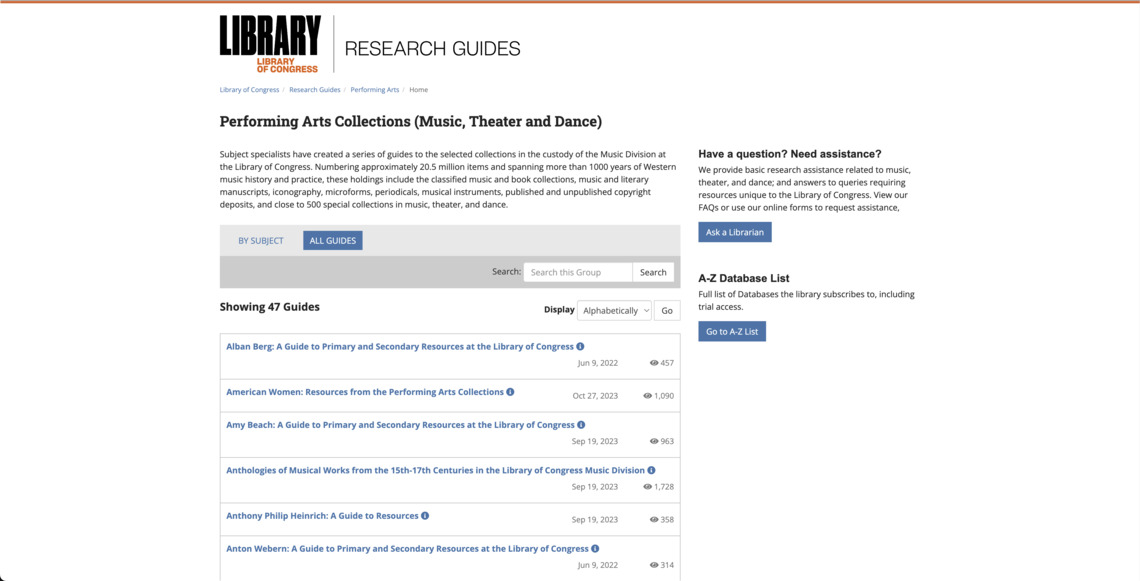 LIBRARY
LIBRARY
OF CONGRESS
RESEARCH GUIDES
Library of Congress / Research Guides / Performing Arts / Home
Performing Arts Collections (Music, Theater and Dance)
Subject specialists have created a series of guides to the selected collections in the custody of the Music Division at
the Library of Congress. Numbering approximately 20.5 million items and spanning more than 1000 years of Western
music history and practice, these holdings include the classified music and book collections, music and literary
manuscripts, iconography, microforms, periodicals, musical instruments, published and unpublished copyright
deposits, and close to 500 special collections in music, theater, and dance.
BY SUBJECT ALL GUIDES
Search: Search this Group Search
Showing 47 Guides
Display Alphabetically Go
Alban Berg: A Guide to Primary and Secondary Resources at the Library of Congress
Jun 9, 2022 457
American Women: Resources from the Performing Arts Collections
Oct 27, 2023 1,090
Amy Beach: A Guide to Primary and Secondary Resources at the Library of Congress
Sep 19, 2023 963
Anthologies of Musical Works from the 15th-17th Centuries in the Library of Congress Music Division
Sep 19, 2023 1,728
Anthony Philip Heinrich: A Guide to Resources
Sep 19, 2023 358
Anton Webern: A Guide to Primary and Secondary Resources at the Library of Congress
Jun 9, 2022 314
Have a question? Need assistance?
We provide basic research assistance related to music,
theater, and dance; and answers to queries requiring
resources unique to the Library of Congress. View our
FAQs or use our online forms to request assistance,
Ask a Librarian
A-Z Database List
Full list of Databases the library subscribes to, including
trial access.
Go to A-Z List